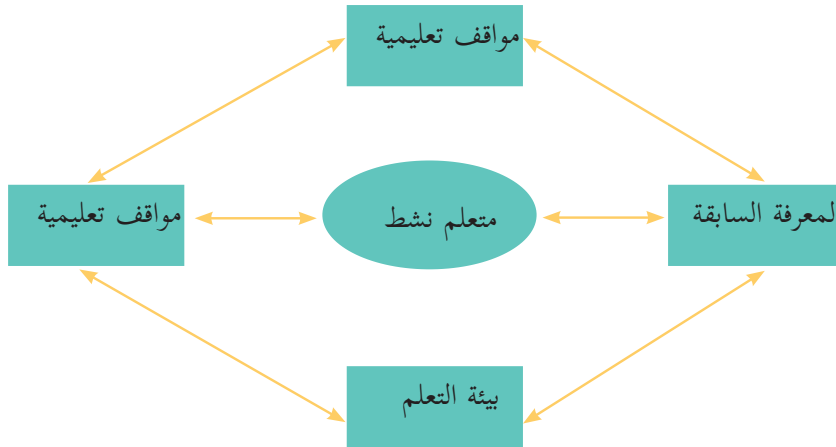 مواقف تعليمية
لمعرفة السابقة
متعلم نشط
مواقف تعليمية
بيئة التعلم